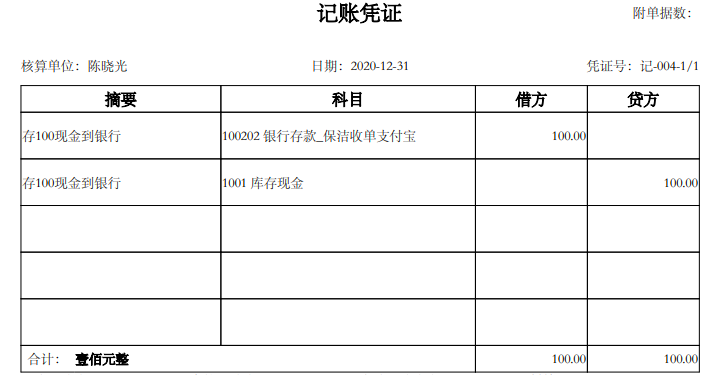 记账凭证
附单据数：
核算单位：陈晓光 日期：2020-12-31 凭证号：记-004-1/1
摘要 科目 借方 贷方
存100现金到银行 100202 银行存款_保洁收单支付宝 100.00
存100现金到银行 1001 库存现金 100.00
合计： 壹佰元整 100.00 100.00